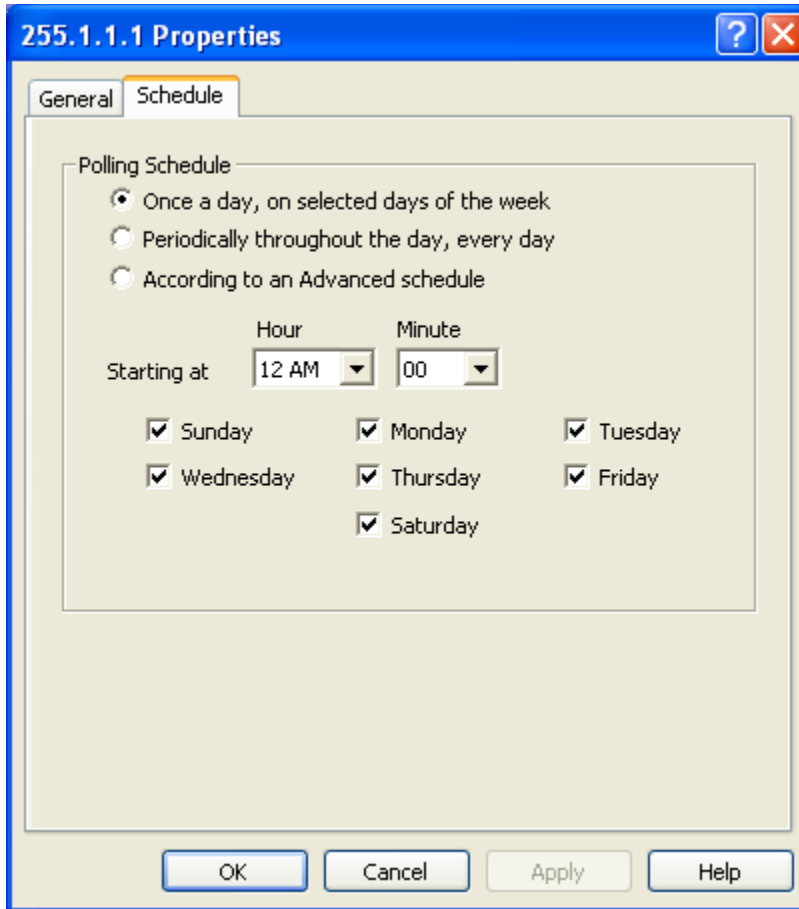 255.1.1.1 Properties
General Schedule
Polling Schedule
Once a day, on selected days of the week
Periodically throughout the day, every day
According to an Advanced schedule
Hour Minute
Starting at 12 AM 00
Sunday Monday Tuesday
Wednesday Thursday Friday
Saturday
OK Cancel Apply Help